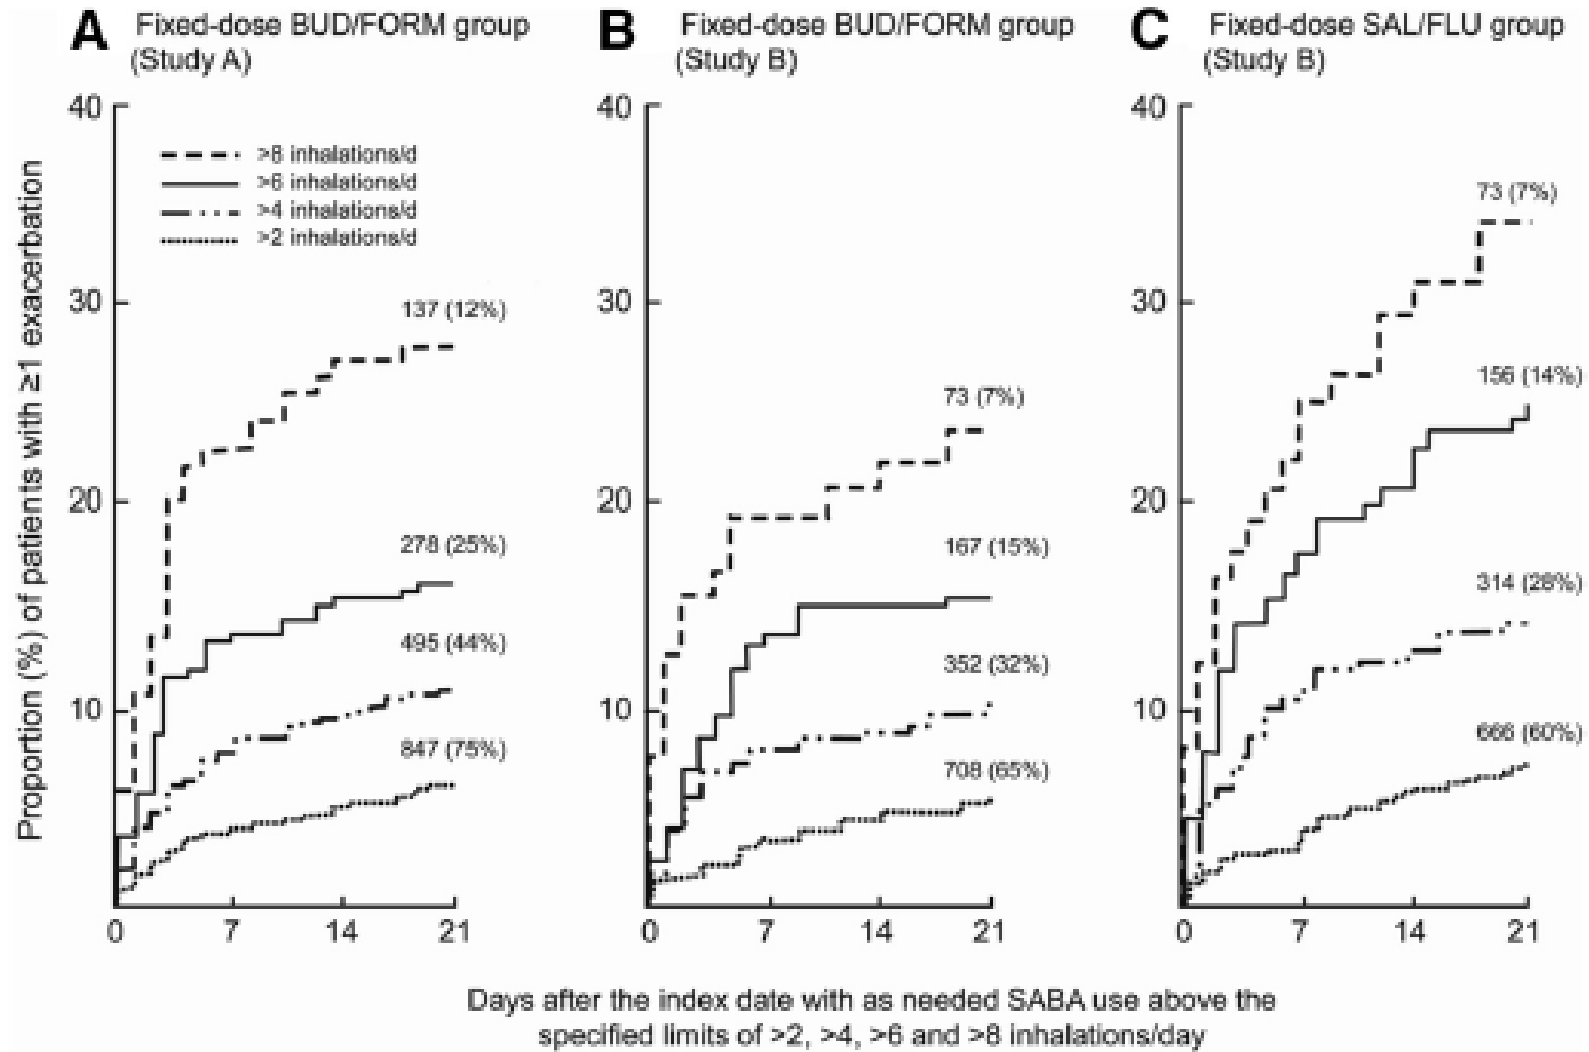 A Fixed-dose BUD/FORM group
(Study A)
B Fixed-dose BUD/FORM group
(Study B)
C Fixed-dose SAL/FLU group
(Study B)
Proportion (%) of patients with ≥1 exacerbation
40
30
20
10
>8 inhalations/d
>6 inhalations/d
>4 inhalations/d
>2 inhalations/d
137 (12%)
278 (25%)
495 (44%)
847 (75%)
0 7 14 21
40
30
20
10
73 (7%)
167 (15%)
352 (32%)
708 (65%)
0 7 14 21
40
30
20
10
73 (7%)
156 (14%)
314 (28%)
666 (60%)
0 7 14 21
Days after the index date with as needed SABA use above the
specified limits of >2, >4, >6 and >8 inhalations/day